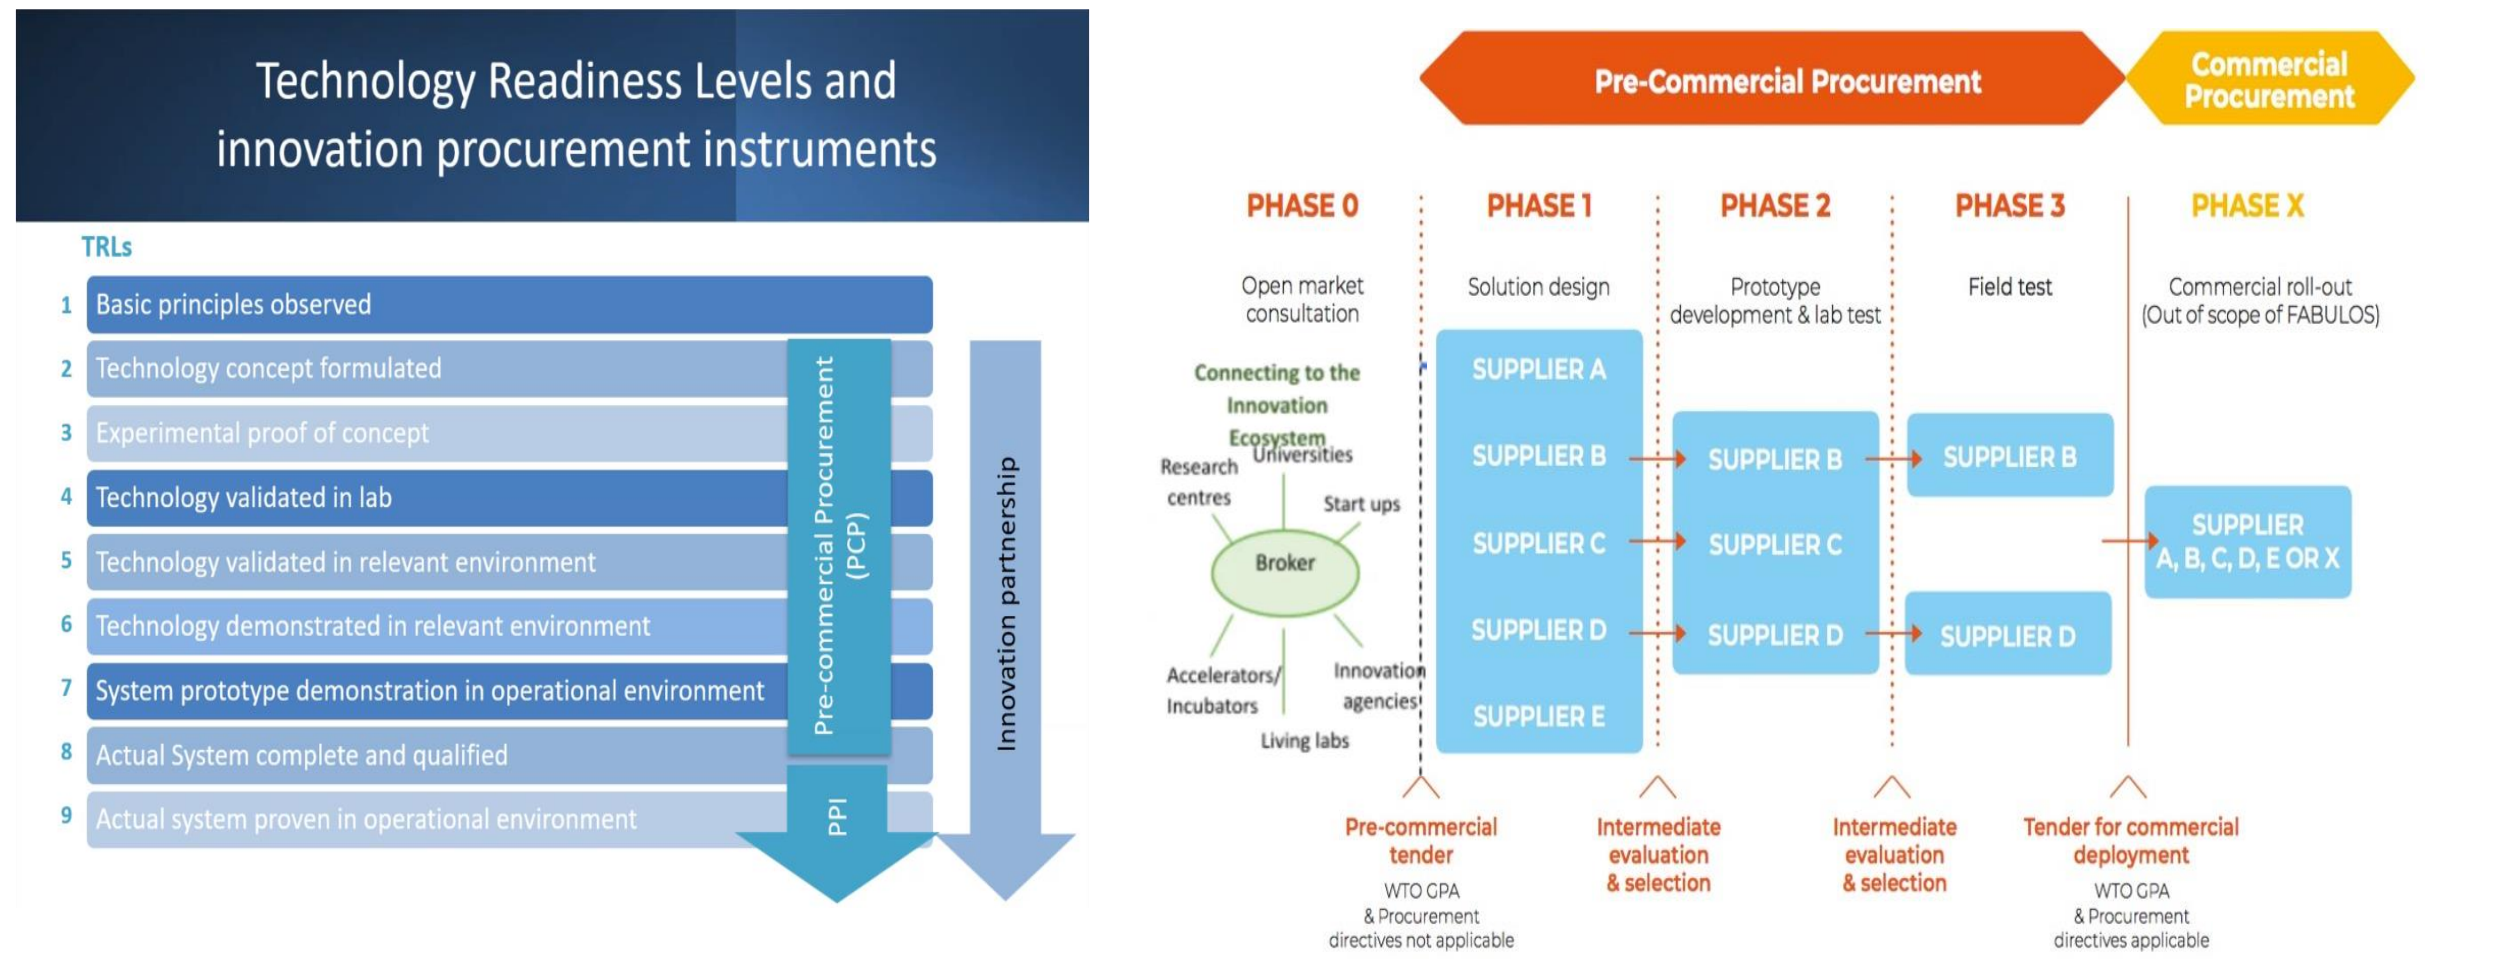 Technology Readiness Levels and
innovation procurement instruments
TRLs
1 Basic principles observed
2 Technology concept formulated
3 Experimental proof of concept
4 Technology validated in lab
5 Technology validated in relevant environment
6 Technology demonstrated in relevant environment
7 System prototype demonstration in operational environment
8 Actual System complete and qualified
9 Actual system proven in operational environment
Pre-commercial Procurement
(PCP)
PPI
Innovation partnership
Pre-Commercial Procurement
Commercial
Procurement
PHASE 0
Open market
consultation
Connecting to the
Innovation
Ecosystem
Universities
Research
centres
Start ups
Broker
Accelerators/
Incubators
Innovation
agencies
Living labs
PHASE 1
Solution design
SUPPLIER A
SUPPLIER B
SUPPLIER C
SUPPLIER D
SUPPLIER E
PHASE 2
Prototype
development & lab test
SUPPLIER B
SUPPLIER C
SUPPLIER D
PHASE 3
Field test
SUPPLIER B
SUPPLIER D
PHASE X
Commercial roll-out
(Out of scope of FABULOS)
SUPPLIER
A, B, C, D, E OR X
Pre-commercial
tender
WTO GPA
& Procurement
directives not applicable
Intermediate
evaluation
& selection
Intermediate
evaluation
& selection
Tender for commercial
deployment
WTO GPA
& Procurement
directives applicable